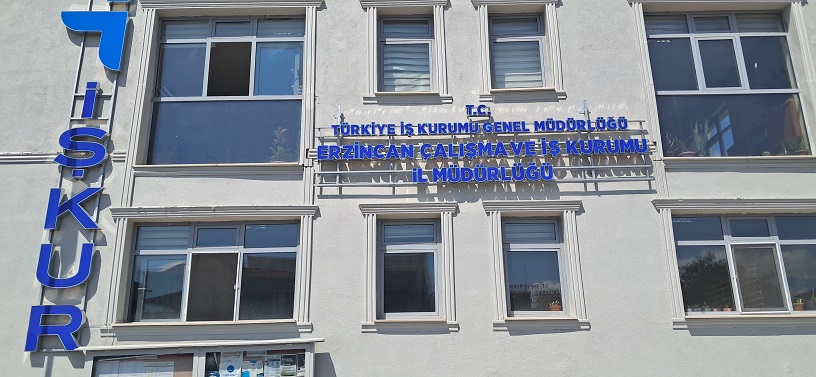 İŞKUR
T.C.
TÜRKİYE İŞ KURUMU GENEL MÜDÜRLÜĞÜ
ERZİNCAN ÇALIŞMA VE İŞ KURUMU
İL MÜDÜRLÜĞÜ